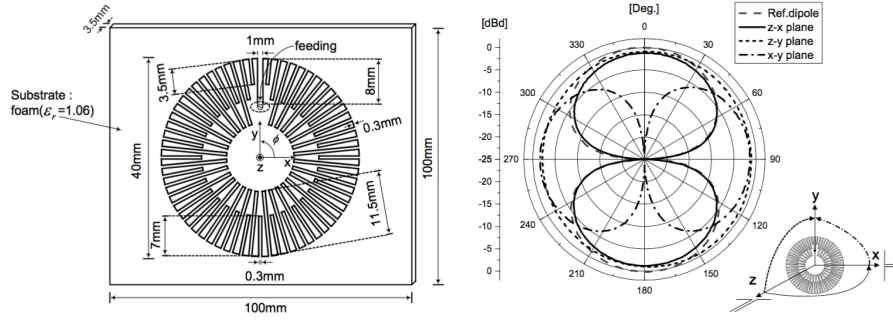 3.5mm
1mm
feeding
3.5mm
8mm
Substrate :
foam(εr =1.06)
0.3mm
40mm
100mm
y
ϕ
z
x
11.5mm
7mm
0.3mm
100mm
[dBd]
[Deg.]
Ref.dipole
z-x plane
z-y plane
x-y plane
0
330
30
300
60
270
90
240
120
210
150
180
0
-5
-10
-15
-20
-25
-20
-15
-10
-5
0
y
x
z